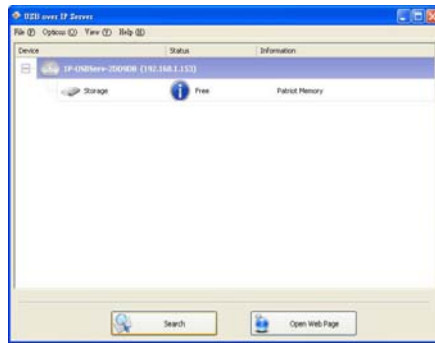 USB over IP Server
File (F) Options (O) View (V) Help (H)
Device Status Information
IP-USBServ-2D090B (192.168.1.153)
Storage Free Patriot Memory
Search Open Web Page